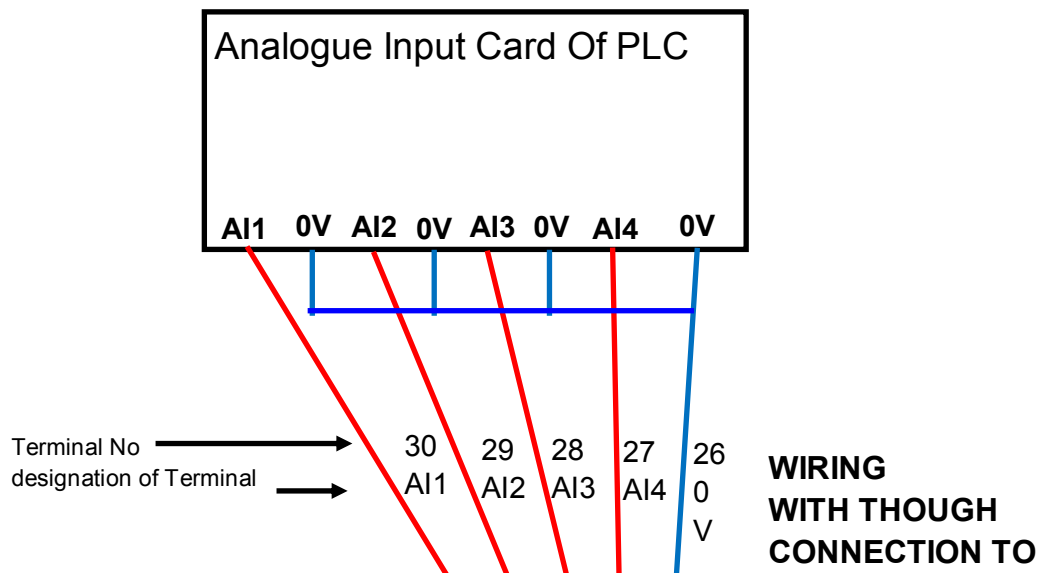 Analogue Input Card Of PLC
AI1 0V AI2 0V AI3 0V AI4 0V
Terminal No
designation of Terminal
30 29 28 27 26
AI1 AI2 AI3 AI4 0
V
WIRING
WITH THOUGH
CONNECTION TO